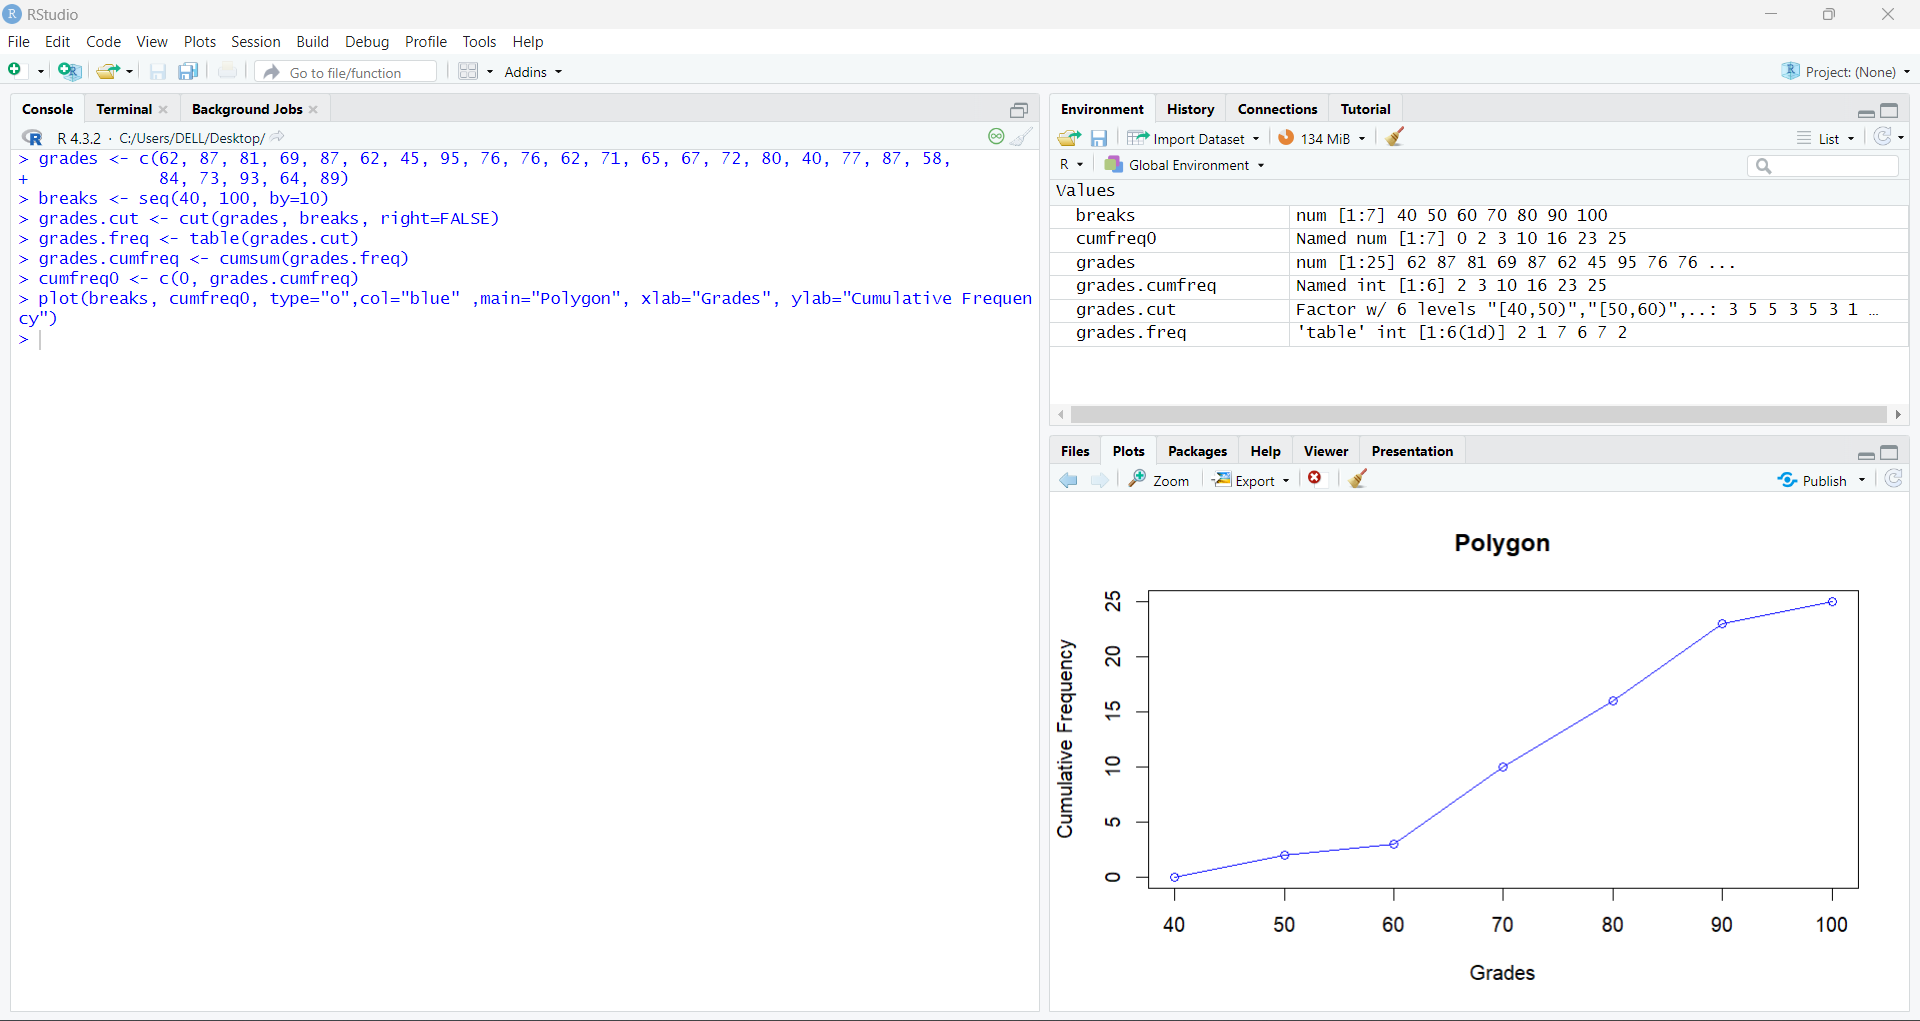 RStudio
File Edit Code View Plots Session Build Debug Profile Tools Help
Go to file/function Addins Project: (None)
Console Terminal Background Jobs
R 4.3.2 · C:/Users/DELL/Desktop/
> grades <- c(62, 87, 81, 69, 87, 62, 45, 95, 76, 76, 62, 71, 65, 67, 72, 80, 40, 77, 87, 58,
+ 84, 73, 93, 64, 89)
> breaks <- seq(40, 100, by=10)
> grades.cut <- cut(grades, breaks, right=FALSE)
> grades.freq <- table(grades.cut)
> grades.cumfreq <- cumsum(grades.freq)
> cumfreq0 <- c(0, grades.cumfreq)
> plot(breaks, cumfreq0, type="o",col="blue" ,main="Polygon", xlab="Grades", ylab="Cumulative Frequen
cy")
>
Environment History Connections Tutorial
Import Dataset 134 MiB List
R Global Environment
Values
breaks num [1:7] 40 50 60 70 80 90 100
cumfreq0 Named num [1:7] 0 2 3 10 16 23 25
grades num [1:25] 62 87 81 69 87 62 45 95 76 76 ...
grades.cumfreq Named int [1:6] 2 3 10 16 23 25
grades.cut Factor w/ 6 levels "[40,50)","[50,60)",..: 3 5 5 3 5 3 1 …
grades.freq 'table' int [1:6(1d)] 2 1 7 6 7 2
Files Plots Packages Help Viewer Presentation
Zoom Export Publish
Polygon
Cumulative Frequency
25
20
15
10
5
0
40 50 60 70 80 90 100
Grades